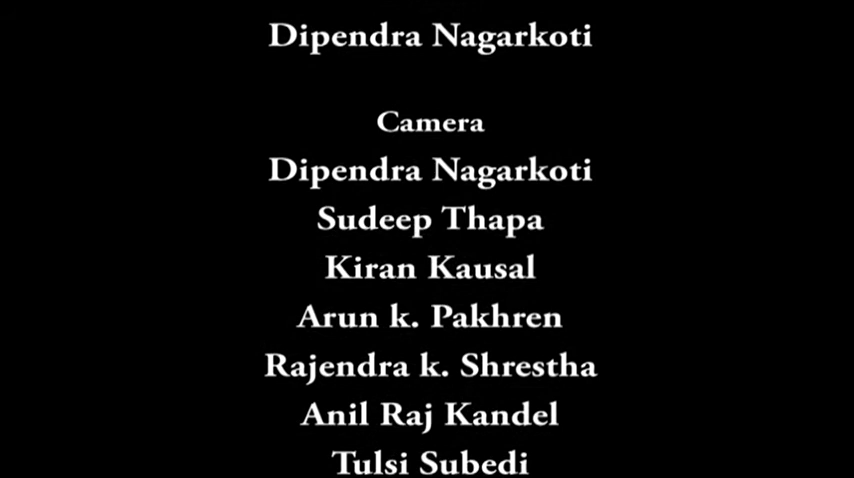 Dipendra Nagarkoti
Camera
Dipendra Nagarkoti
Sudeep Thapa
Kiran Kausal
Arun k. Pakhren
Rajendra k. Shrestha
Anil Raj Kandel
Tulsi Subedi